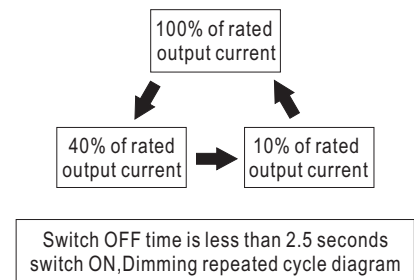 100% of rated
output current
40% of rated
output current
10% of rated
output current
Switch OFF time is less than 2.5 seconds
switch ON,Dimming repeated cycle diagram